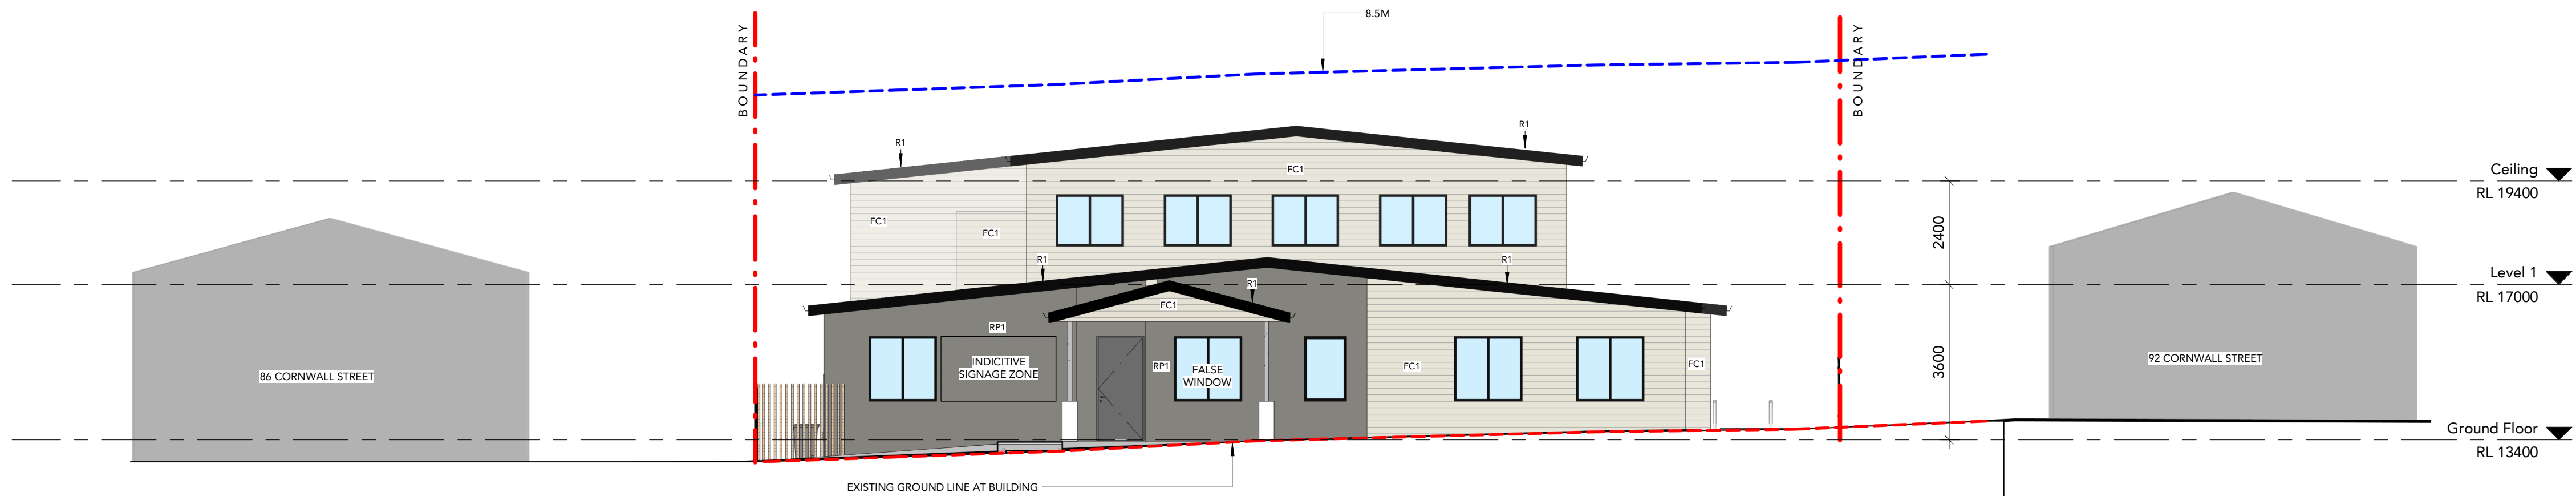 8.5M
BOUNDARY
BOUNDARY
R1
R1
FC1
Ceiling
RL 19400
FC1
FC1
2400
R1
R1
Level 1
RL 17000
R1
FC1
RP1
INDICITIVE
SIGNAGE ZONE
RP1
FALSE
WINDOW
FC1
FC1
3600
86 CORNWALL STREET
92 CORNWALL STREET
Ground Floor
RL 13400
EXISTING GROUND LINE AT BUILDING